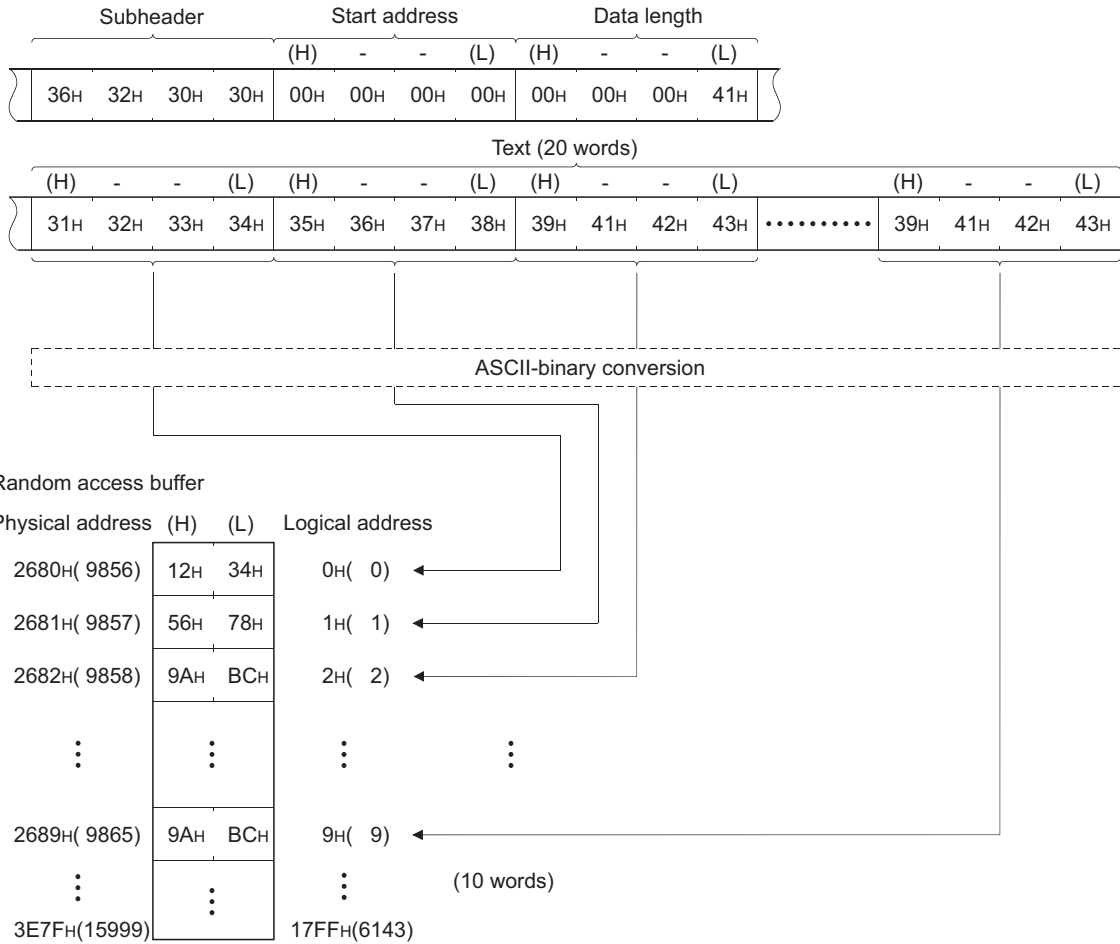 Subheader Start address Data length
(H) - - (L) (H) - - (L)
36H 32H 30H 30H 00H 00H 00H 00H 00H 00H 00H 41H
Text (20 words)
(H) - - (L) (H) - - (L) (H) - - (L) (H) - - (L)
31H 32H 33H 34H 35H 36H 37H 38H 39H 41H 42H 43H •••••••••• 39H 41H 42H 43H
ASCII-binary conversion
Random access buffer
Physical address (H) (L) Logical address
2680H( 9856) 12H 34H 0H( 0)
2681H( 9857) 56H 78H 1H( 1)
2682H( 9858) 9AH BCH 2H( 2)
2689H( 9865) 9AH BCH 9H( 9)
(10 words)
3E7FH(15999) 17FFH(6143)